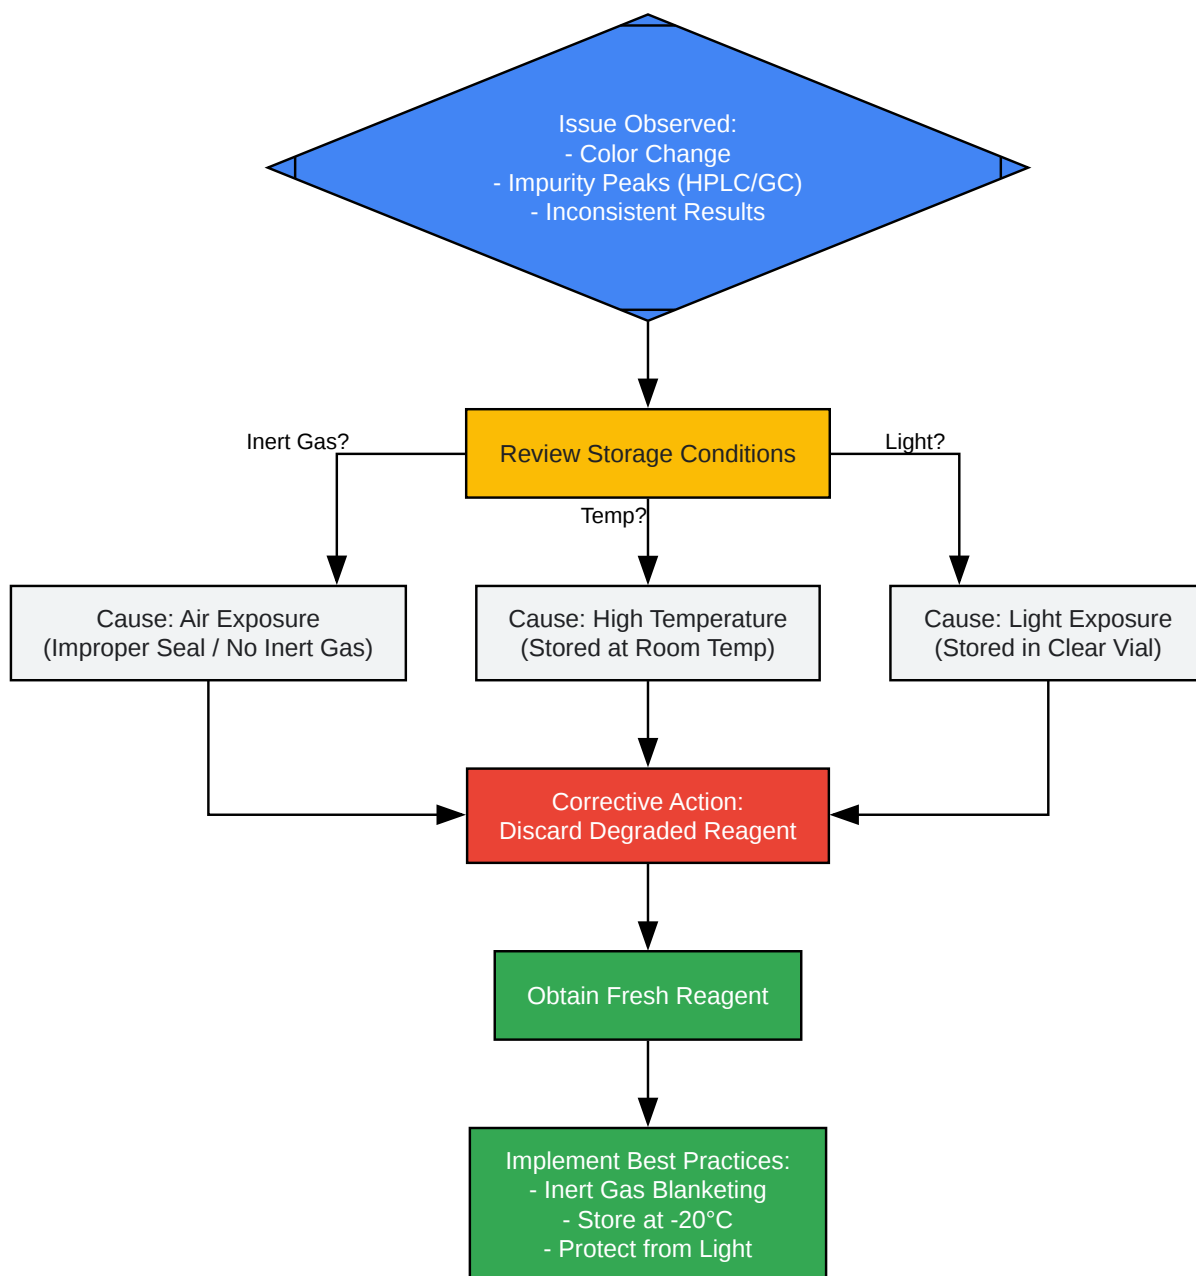 Issue Observed:
- Color Change
- Impurity Peaks (HPLC/GC)
- Inconsistent Results
Inert Gas?
Review Storage Conditions
Light?
Temp?
Cause: Air Exposure
(Improper Seal / No Inert Gas)
Cause: High Temperature
(Stored at Room Temp)
Cause: Light Exposure
(Stored in Clear Vial)
Corrective Action:
Discard Degraded Reagent
Obtain Fresh Reagent
Implement Best Practices:
- Inert Gas Blanketing
- Store at -20°C
- Protect from Light